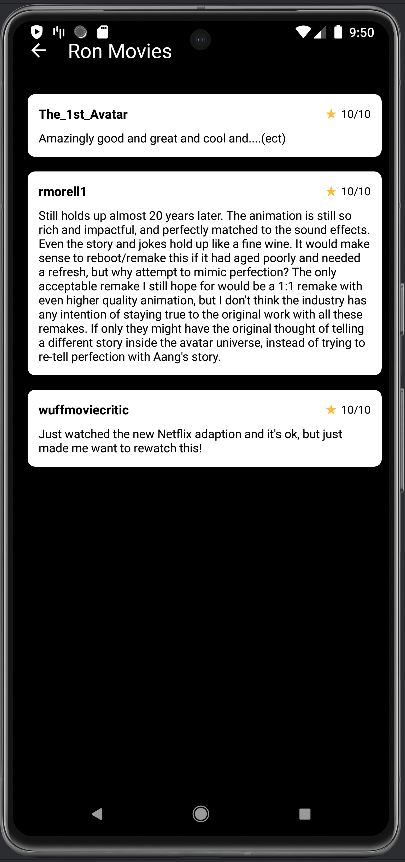 9:50
Ron Movies
The_1st_Avatar
10/10
Amazingly good and great and cool and....(ect)
rmorell1
10/10
Still holds up almost 20 years later. The animation is still so
rich and impactful, and perfectly matched to the sound effects.
Even the story and jokes hold up like a fine wine. It would make
sense to reboot/remake this if it had aged poorly and needed
a refresh, but why attempt to mimic perfection? The only
acceptable remake I still hope for would be a 1:1 remake with
even higher quality animation, but I don't think the industry has
any intention of staying true to the original work with all these
remakes. If only they might have the original thought of telling
a different story inside the avatar universe, instead of trying to
re-tell perfection with Aang's story.
wuffmoviecritic
10/10
Just watched the new Netflix adaption and it's ok, but just
made me want to rewatch this!